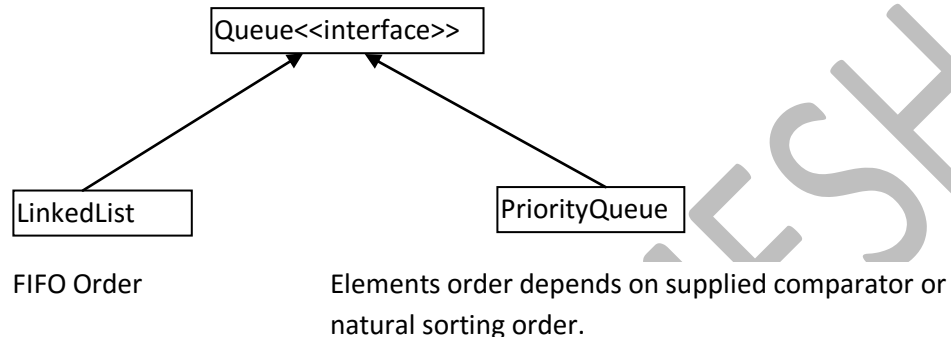 Queue<<interface>>
LinkedList
PriorityQueue
FIFO Order
Elements order depends on supplied comparator or
natural sorting order.